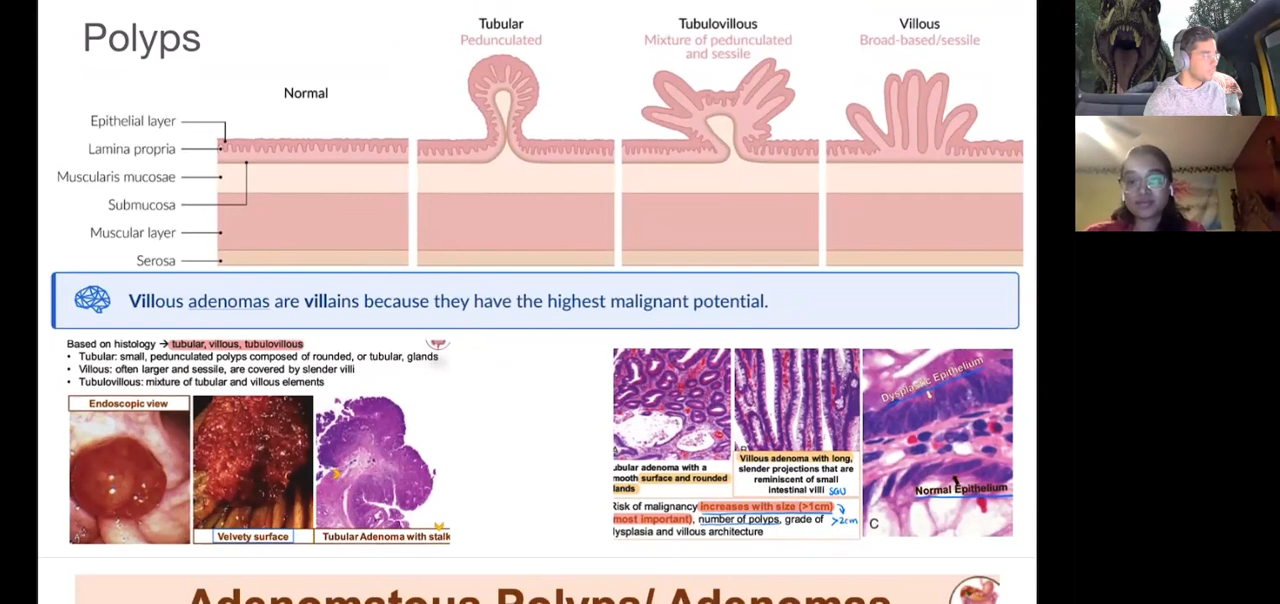 Polyps
Tubular
Pedunculated
Tubulovillous
Mixture of pedunculated
and sessile
Villous
Broad-based/sessile
Normal
Epithelial layer
Lamina propria
Muscularis mucosae
Submucosa
Muscular layer
Serosa
Villous adenomas are villains because they have the highest malignant potential.
Based on histology → tubular, villous, tubulovillous
• Tubular: small, pedunculated polyps composed of rounded, or tubular, glands
• Villous: often larger and sessile, are covered by slender villi
• Tubulovillous: mixture of tubular and villous elements
Endoscopic view
Velvety surface
Tubular Adenoma with stalk
A
ubular adenoma with a
mooth surface and rounded
lands
Villous adenoma with long,
slender projections that are
reminiscent of small
intestinal villi SGU
Risk of malignancy increases with size (>1cm)
most important), number of polyps, grade of >2cm
lysplasia and villous architecture
Dysplastic Epithelium
Normal Epithelium
C
Adenomatous Polyps/ Adenomas